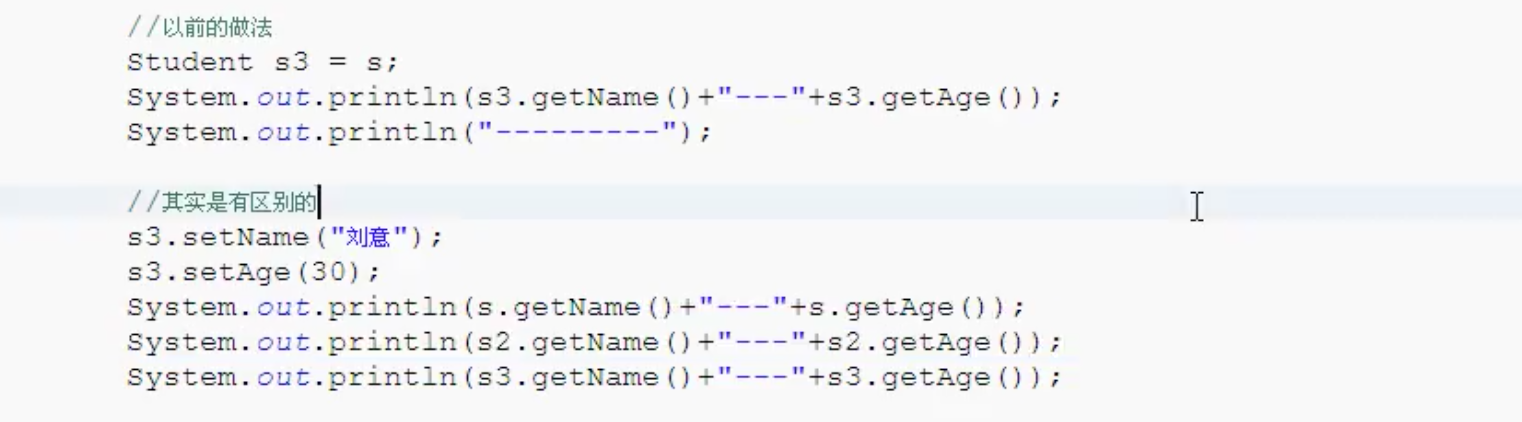 //以前的做法
Student s3 = s;
System.out.println(s3.getName()+"---"+s3.getAge());
System.out.println("---------");
//其实是有区别的
s3.setName("刘意");
s3.setAge(30);
System.out.println(s.getName()+"---"+s.getAge());
System.out.println(s2.getName()+"---"+s2.getAge());
System.out.println(s3.getName()+"---"+s3.getAge());